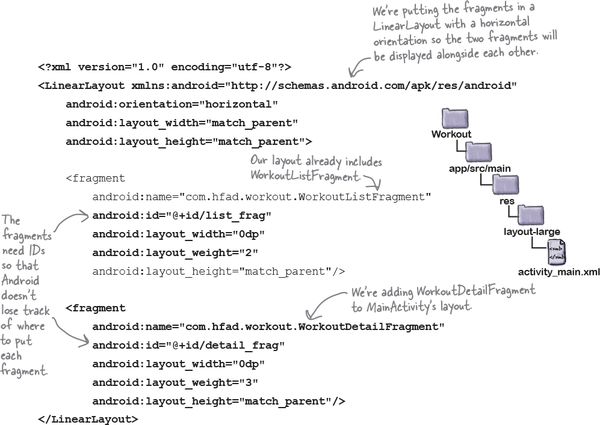 We're putting the fragments in a
LinearLayout with a horizontal
orientation so the two fragments will
be displayed alongside each other.
<?xml version="1.0" encoding="utf-8"?>
<LinearLayout xmlns:android="http://schemas.android.com/apk/res/android"
android:orientation="horizontal"
android:layout_width="match_parent"
android:layout_height="match_parent">
Workout
app/src/main
res
layout-large
activity_main.xml
Our layout already includes
WorkoutListFragment
<fragment
android:name="com.hfad.workout.WorkoutListFragment"
android:id="@+id/list_frag"
android:layout_width="0dp"
android:layout_weight="2"
android:layout_height="match_parent"/>
The
fragments
need IDs
so that
Android
doesn't
lose track
of where
to put
each
fragment
We're adding WorkoutDetailFragment
to MainActivity's layout.
<fragment
android:name="com.hfad.workout.WorkoutDetailFragment"
android:id="@+id/detail_frag"
android:layout_width="0dp"
android:layout_weight="3"
android:layout_height="match_parent"/>
</LinearLayout>